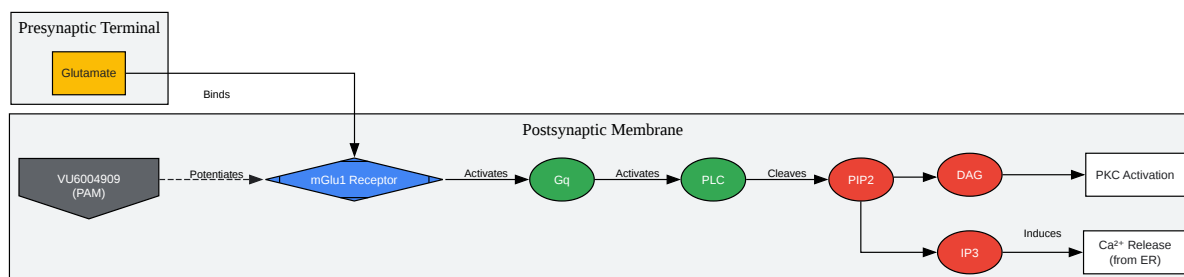 Presynaptic Terminal
Glutamate
Binds
Postsynaptic Membrane
VU6004909
(PAM)
Potentiates
mGlu1 Receptor
Activates
Gq
Activates
PLC
Cleaves
PIP2
DAG
PKC Activation
IP3
Induces
Ca²⁺ Release
(from ER)